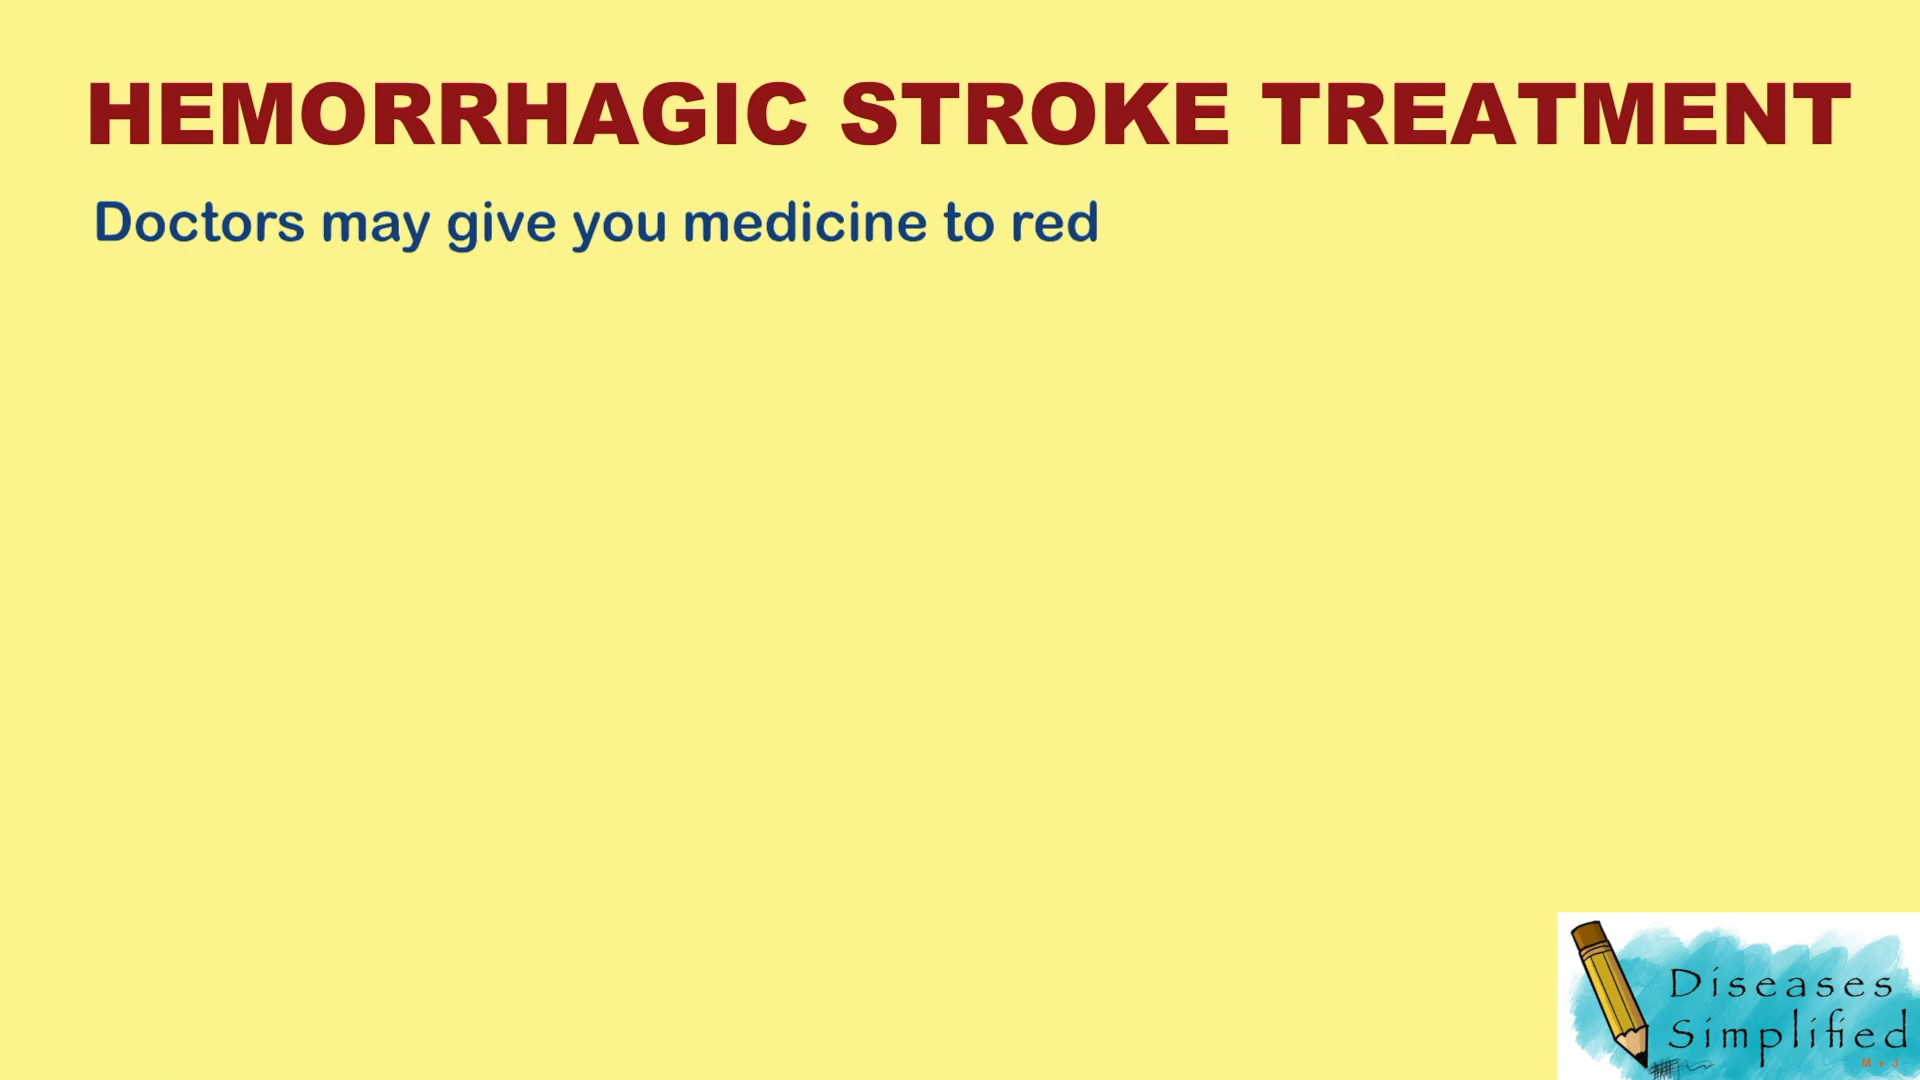 HEMORRHAGIC STROKE TREATMENT
Doctors may give you medicine to red
Diseases
Simplified
M + J